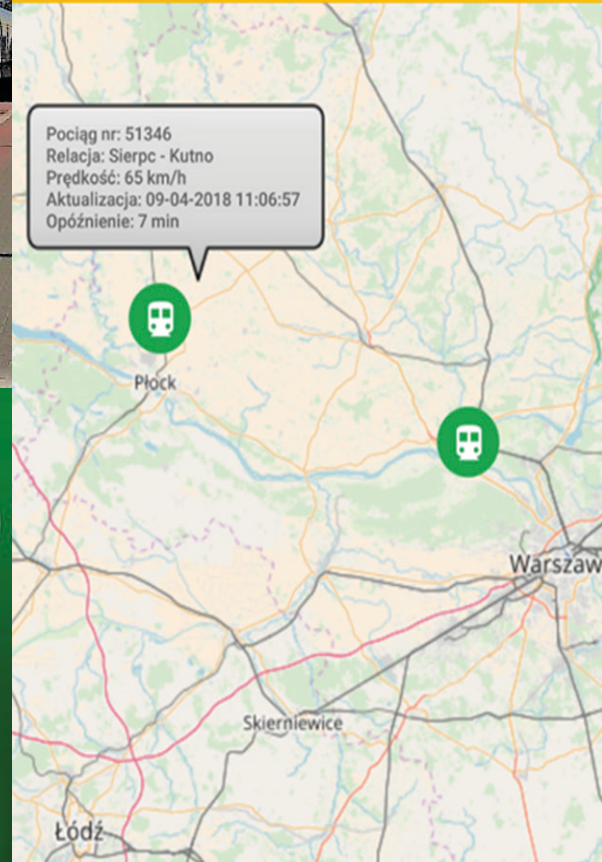 Pociąg nr: 51346
Relacja: Sierpc - Kutno
Prędkość: 65 km/h
Aktualizacja: 09-04-2018 11:06:57
Opóźnienie: 7 min
Płock
Warszaw
Skierniewice
Łódź